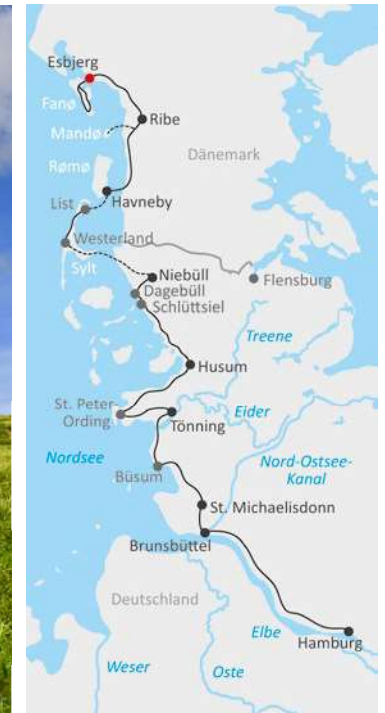 Esbjerg
Fanø
Mandø
Ribe
Dänemark
Rømø
List
Havneby
Westerland
Sylt
Niebüll
Dagebüll
Flensburg
Schlüttsiel
Treene
Husum
St. Peter-
Ording
Tönning
Eider
Nordsee
Büsum
Nord-Ostsee-
Kanal
St. Michaelisdonn
Brunsbüttel
Deutschland
Elbe
Hamburg
Weser
Oste